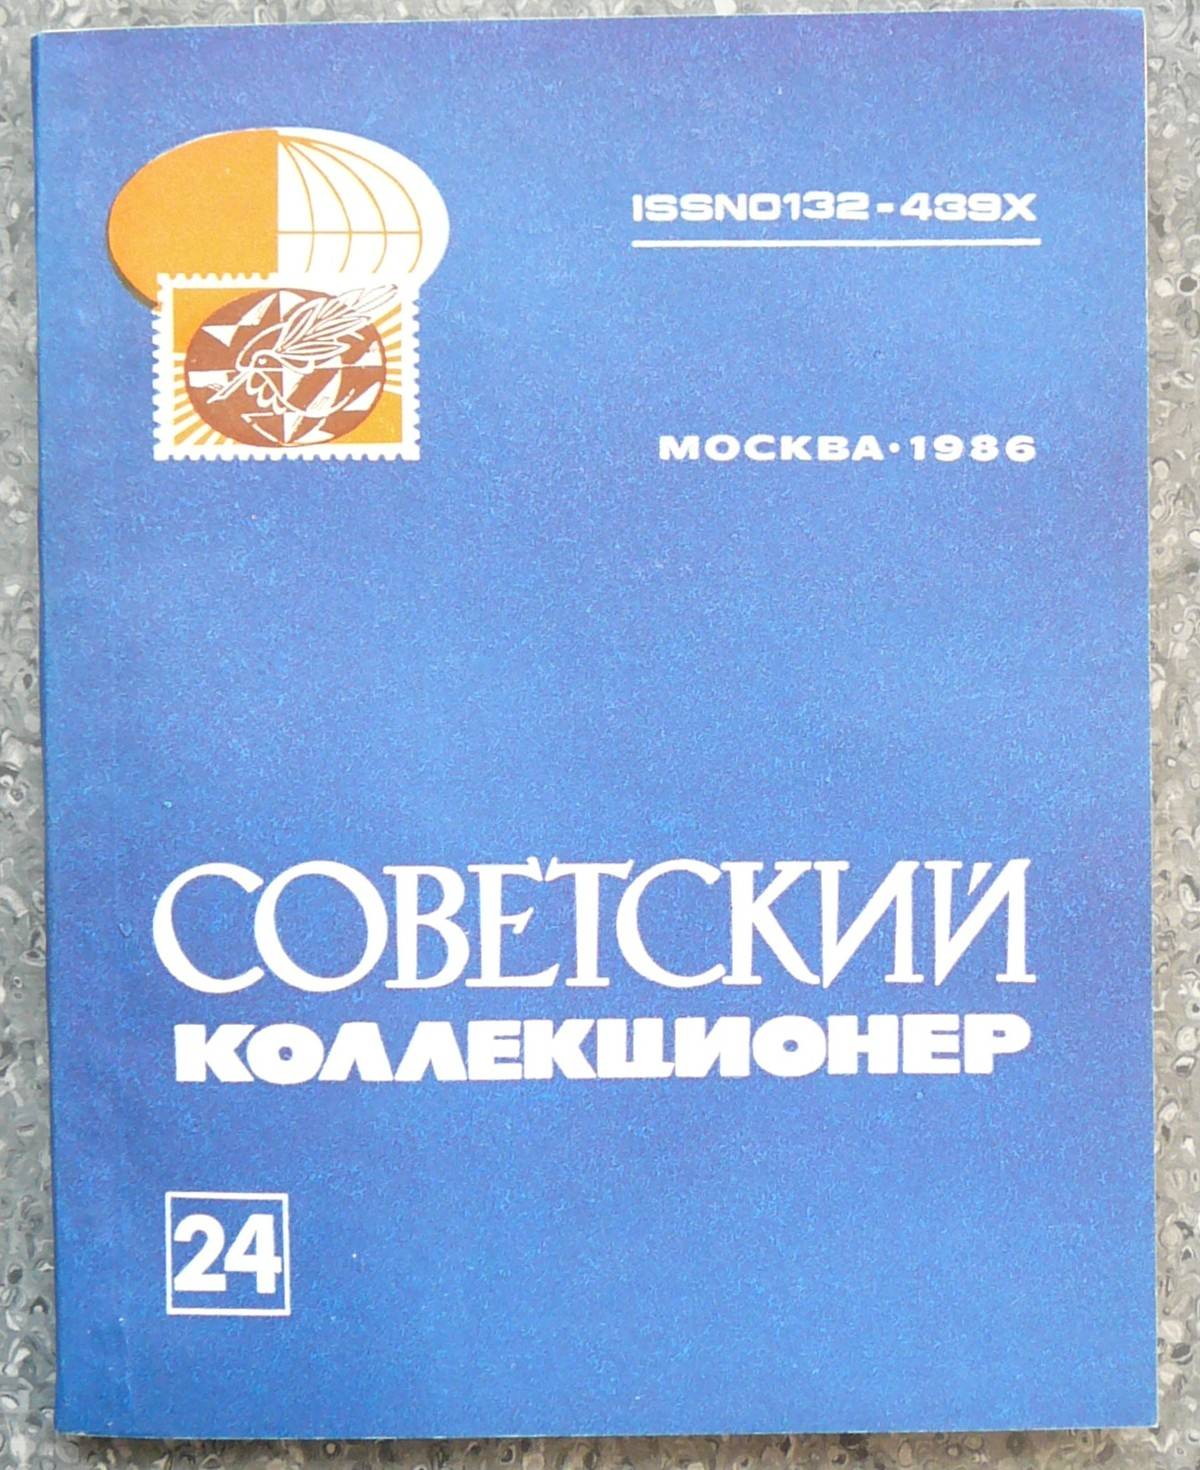 ISSN0132-439X
МОСКВА·1986
СОВЕТСКИЙ
КОЛЛЕКЦИОНЕР
24